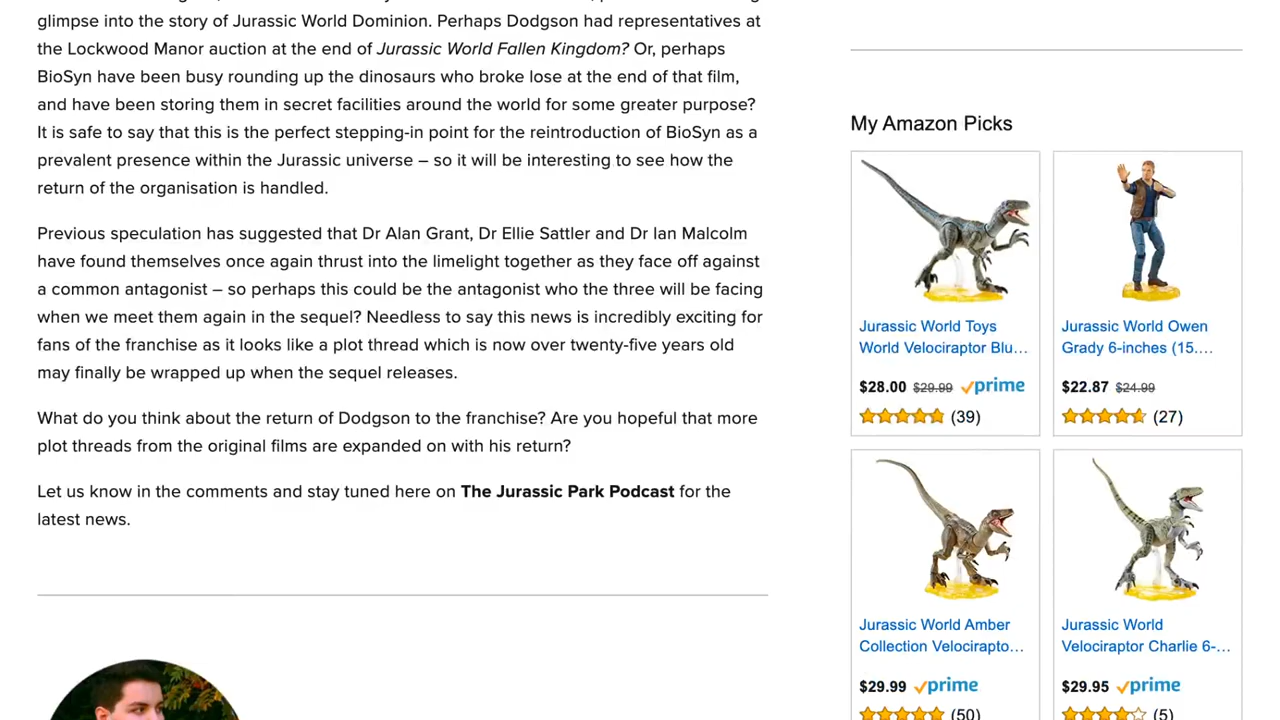 glimpse into the story of Jurassic World Dominion. Perhaps Dodgson had representatives at
the Lockwood Manor auction at the end of Jurassic World Fallen Kingdom? Or, perhaps
BioSyn have been busy rounding up the dinosaurs who broke lose at the end of that film,
and have been storing them in secret facilities around the world for some greater purpose?
It is safe to say that this is the perfect stepping-in point for the reintroduction of BioSyn as a
prevalent presence within the Jurassic universe – so it will be interesting to see how the
return of the organisation is handled.
Previous speculation has suggested that Dr Alan Grant, Dr Ellie Sattler and Dr Ian Malcolm
have found themselves once again thrust into the limelight together as they face off against
a common antagonist – so perhaps this could be the antagonist who the three will be facing
when we meet them again in the sequel? Needless to say this news is incredibly exciting for
fans of the franchise as it looks like a plot thread which is now over twenty-five years old
may finally be wrapped up when the sequel releases.
What do you think about the return of Dodgson to the franchise? Are you hopeful that more
plot threads from the original films are expanded on with his return?
Let us know in the comments and stay tuned here on The Jurassic Park Podcast for the
latest news.
My Amazon Picks
Jurassic World Toys
World Velociraptor Blu…
$28.00 $29.99 prime
(39)
Jurassic World Owen
Grady 6-inches (15.…
$22.87 $24.99
(27)
Jurassic World Amber
Collection Velocirapto…
$29.99 prime
(50)
Jurassic World
Velociraptor Charlie 6-…
$29.95 prime
(5)